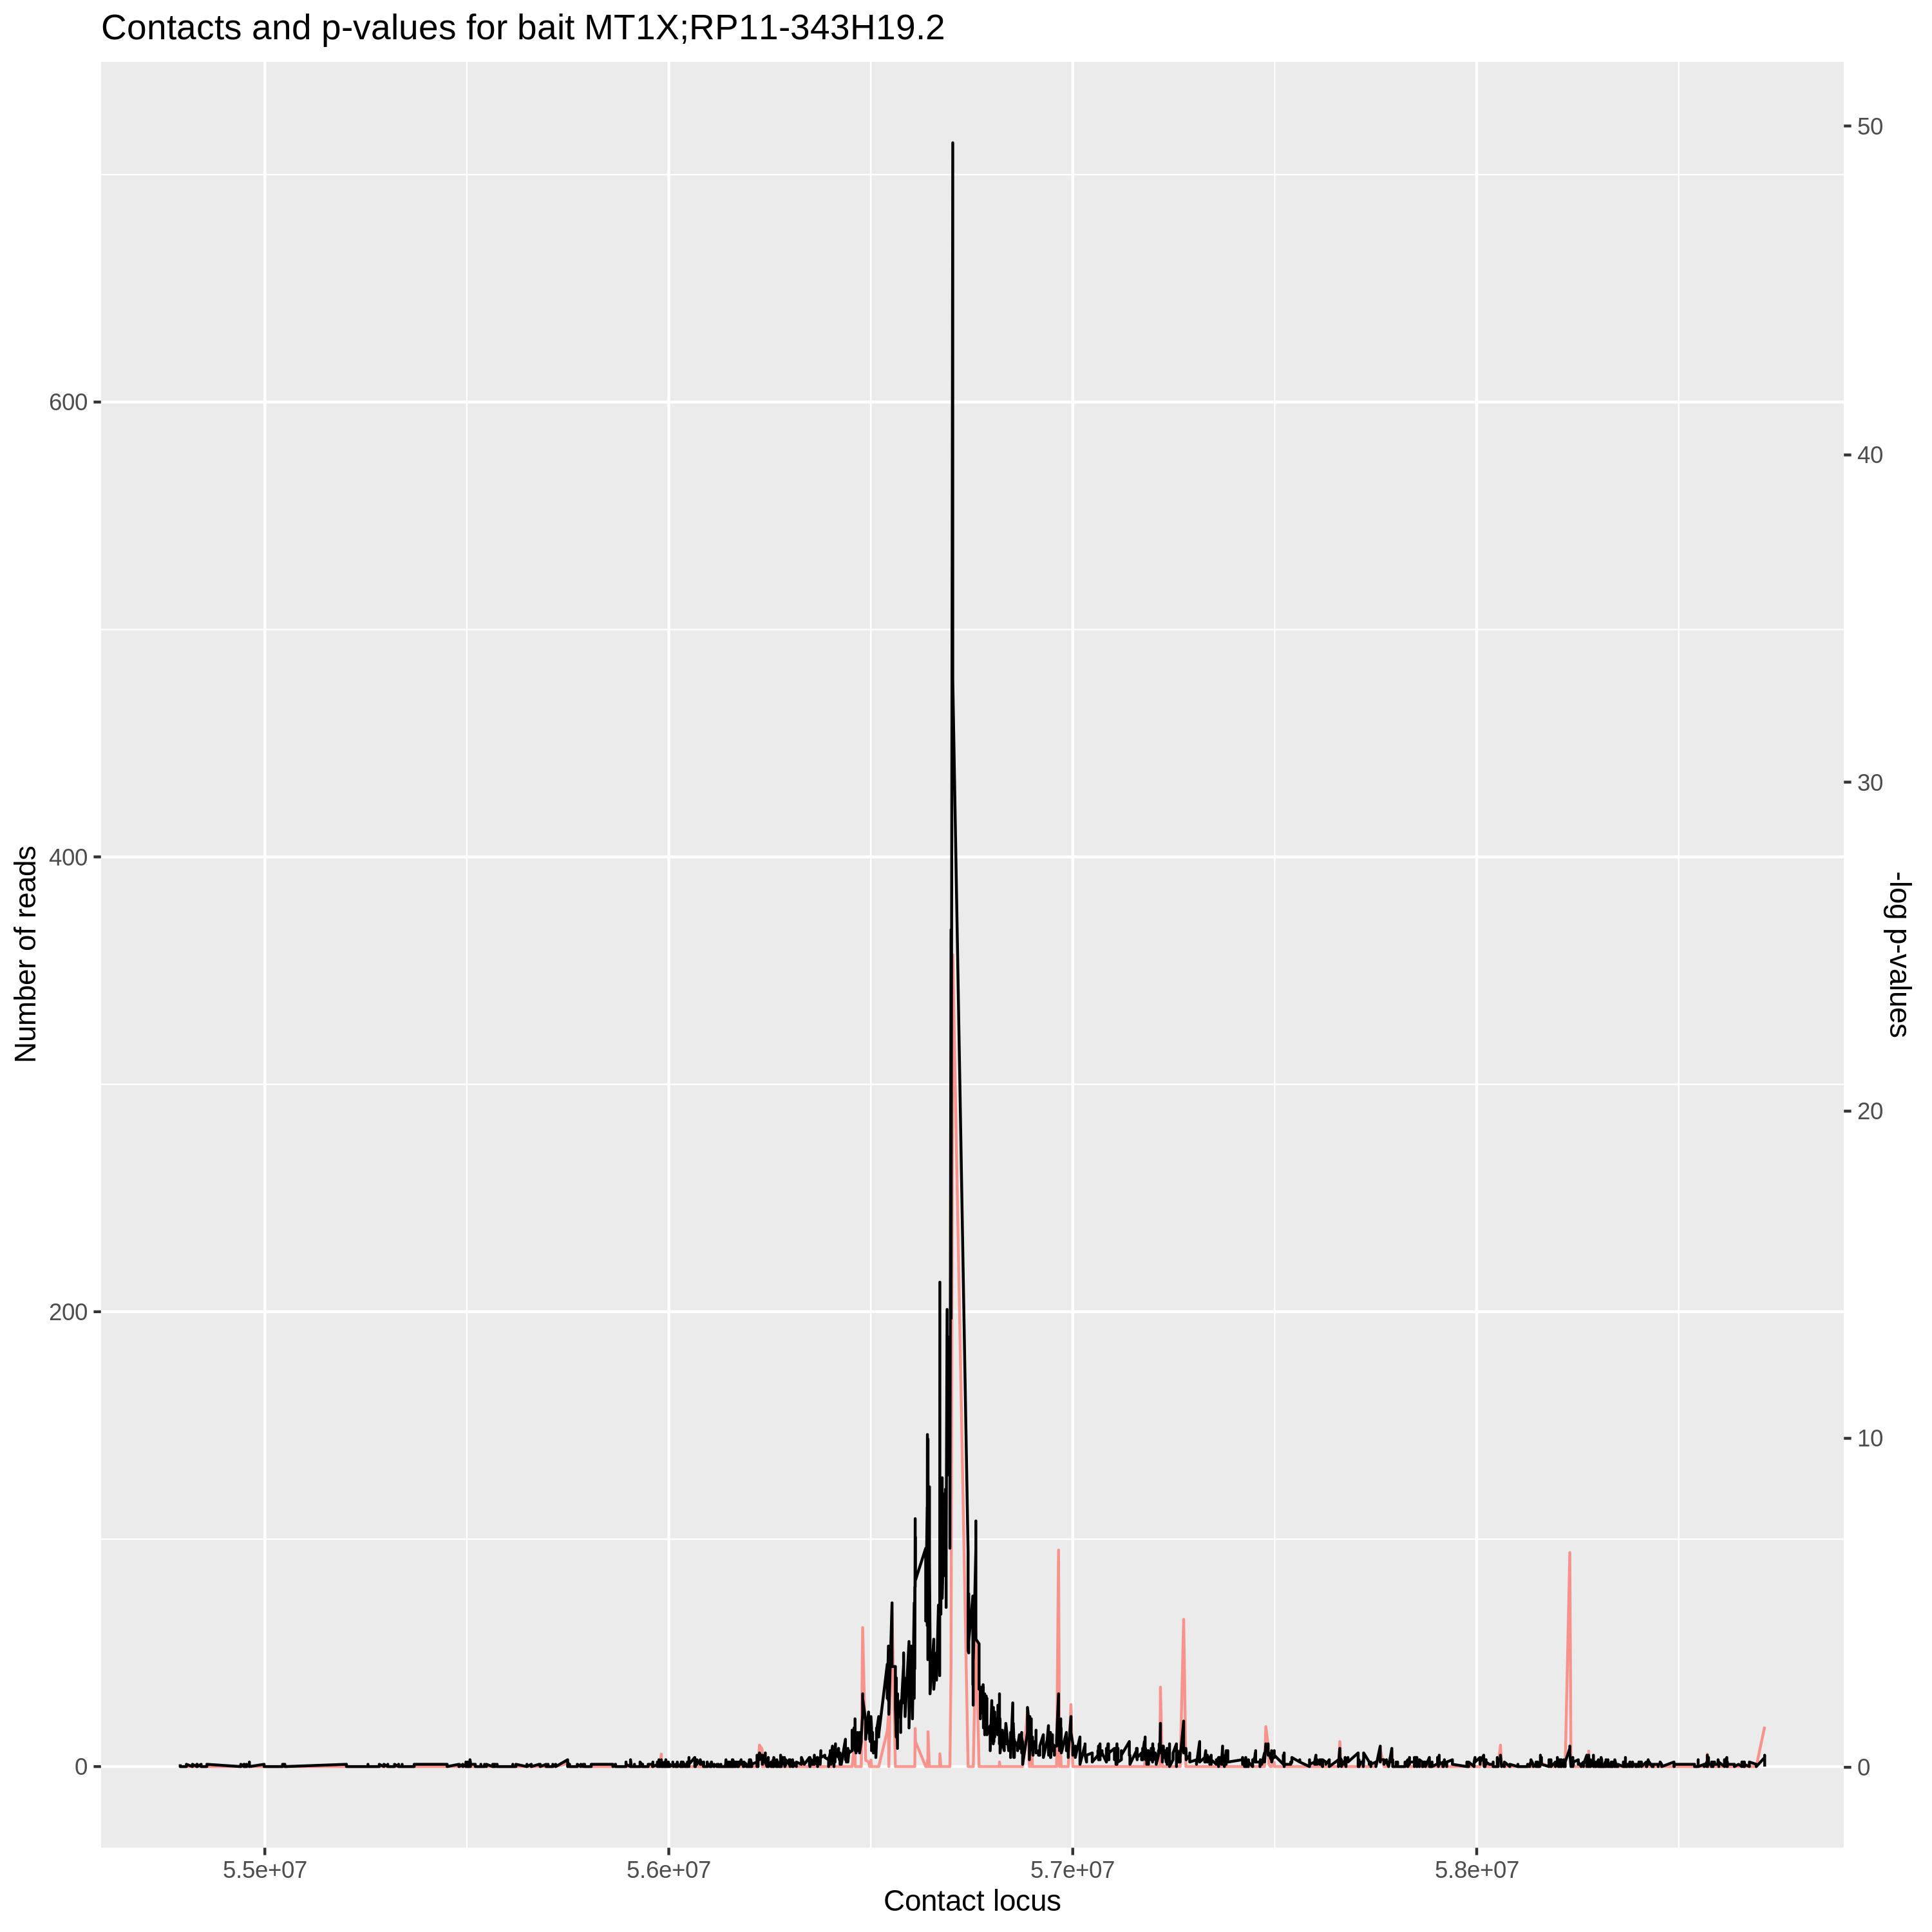 Contacts and p-values for bait MT1X;RP11-343H19.2
Number of reads
600
400
200
0
50
40
30
20
10
0
-log p-values
5.5e+07
5.6e+07
5.7e+07
5.8e+07
Contact locus